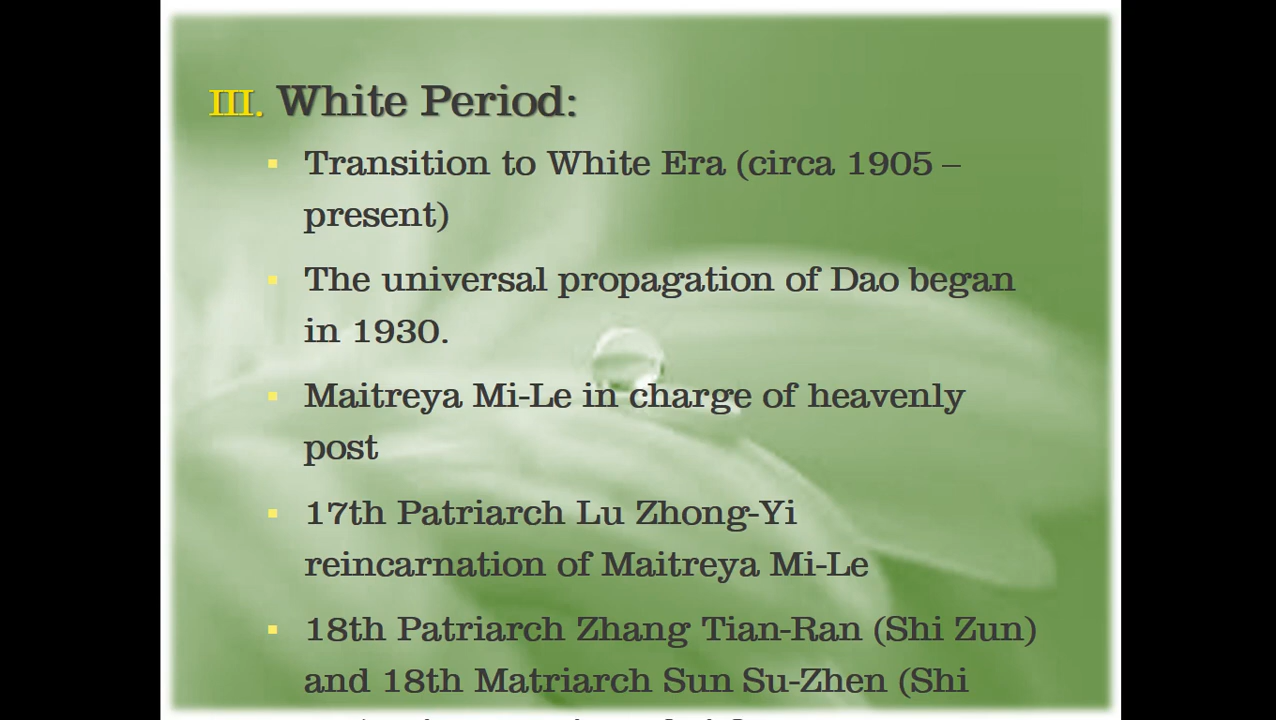 III. White Period:
▪ Transition to White Era (circa 1905 –
present)
▪ The universal propagation of Dao began
in 1930.
▪ Maitreya Mi-Le in charge of heavenly
post
▪ 17th Patriarch Lu Zhong-Yi
reincarnation of Maitreya Mi-Le
▪ 18th Patriarch Zhang Tian-Ran (Shi Zun)
and 18th Matriarch Sun Su-Zhen (Shi